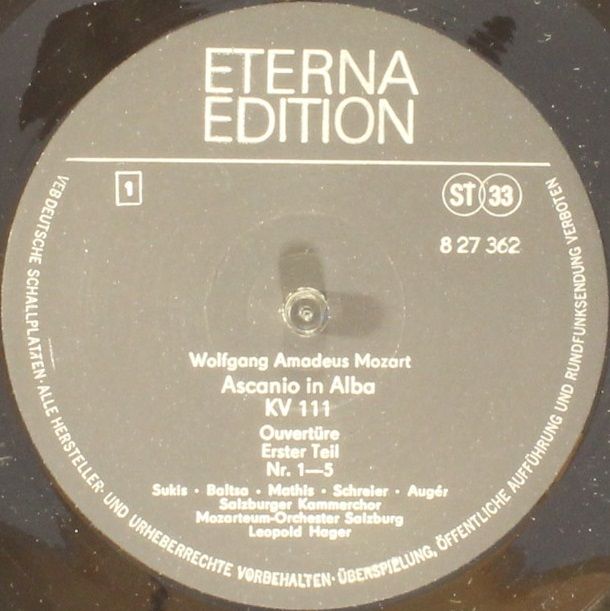 ETERNA
EDITION
1
ST 33
8 27 362
Wolfgang Amadeus Mozart
Ascanio in Alba
KV 111
Ouvertüre
Erster Teil
Nr. 1—5
Sukis · Baltsa · Mathis · Schreier · Augér
Salzburger Kammerchor
Mozarteum-Orchester Salzburg
Leopold Hager
VEB DEUTSCHE SCHALLPLATTEN · ALLE HERSTELLER- UND URHEBERRECHTE VORBEHALTEN · ÜBERSPIELUNG, ÖFFENTLICHE AUFFÜHRUNG UND RUNDFUNKSENDUNG VERBOTEN